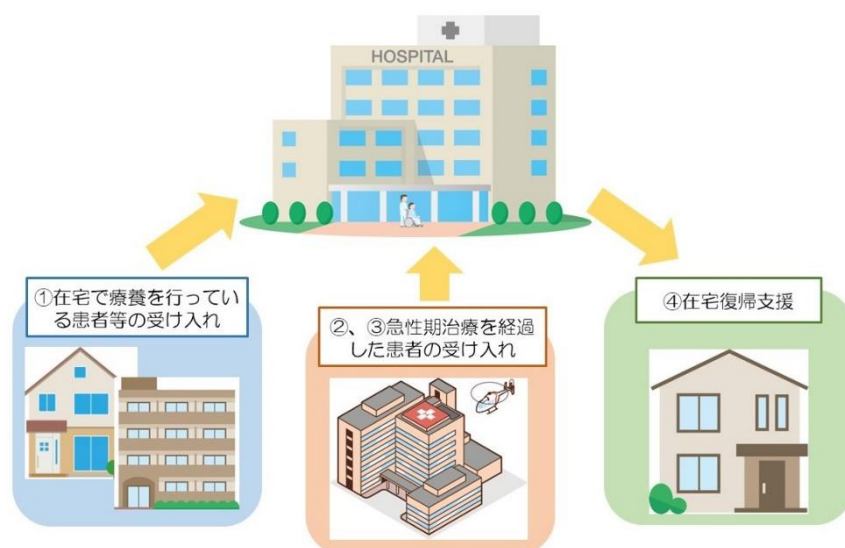 HOSPITAL
①在宅で療養を行ってい
る患者等の受け入れ
②、③急性期治療を経過
した患者の受け入れ
④在宅復帰支援